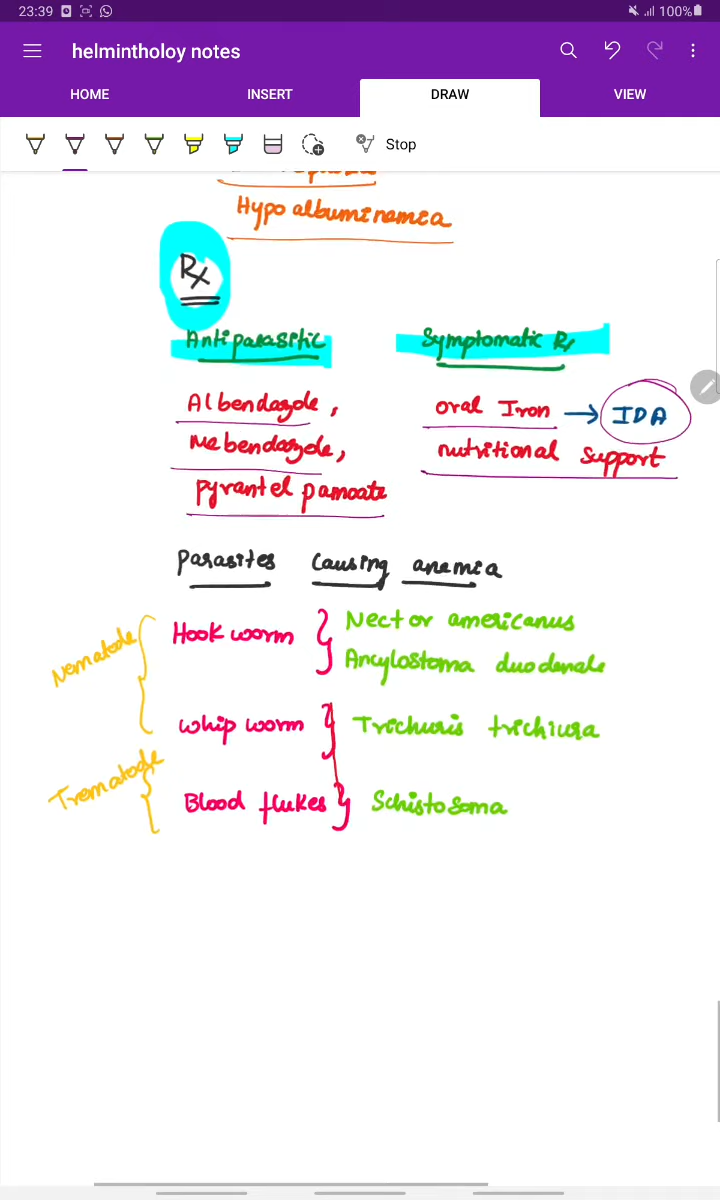 23:39 100%
helmintholoy notes
HOME INSERT DRAW VIEW
Stop
Hypo albuminemia
Rx
Antiparasitic Symptomatic Rx
Albendazole, oral Iron → IDA
Mebendazole, nutritional support
pyrantel pamoate
Parasites causing anemia
Nematode Hook worm Nector americanus
Ancylostoma duodenale
whip worm Trichuris trichiura
Trematode Blood flukes Schistosoma